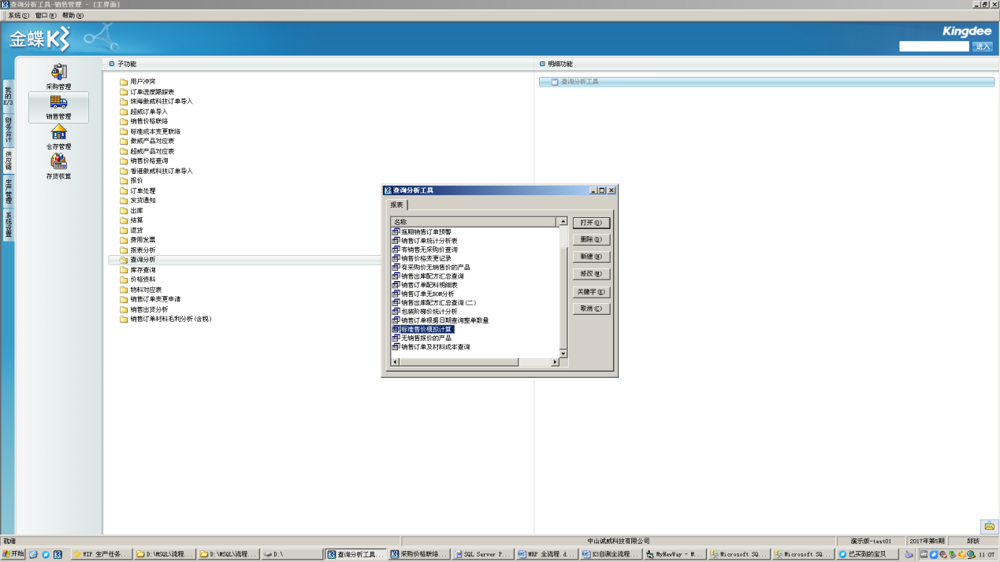 查询分析工具-销售管理 - [主界面]
系统(S) 窗口(W) 帮助(H)
金蝶K/3
Kingdee
进入
我的K/3
财务会计
供应链
生产管理
系统设置
采购管理
销售管理
仓存管理
存货核算
子功能
用户冲突
订单进度跟踪表
珠海傲威科技订单导入
超威订单导入
销售价格联络
标准成本变更联络
傲威产品对应表
超威产品对应表
销售价格查询
香港傲威科技订单导入
报价
订单处理
发货通知
出库
结算
退货
费用发票
报表分析
查询分析
库存查询
价格资料
物料对应表
销售订单变更申请
销售出货分析
销售订单材料毛利分析(含税)
明细功能
查询分析工具
查询分析工具
报表
名称
拖期销售订单预警
销售订单统计分析表
有销售无采购价查询
销售价格变更记录
有采购价无销售价的产品
销售出库配方汇总查询
销售订单配料明细表
销售订单无BOM分析
销售出库配方汇总查询(二)
包装阶梯价统计分析
销售订单根据日期查询整单数量
标准售价模拟计算
无销售报价的产品
销售订单及材料成本查询
打开(O)
删除(D)
新建(N)
修改(M)
关键字(K)
取消(C)
就绪
中山诚威科技有限公司
演示版-test01
2017年第5期
开始
WIP 生产任务...
D:\MSQL\流程...
D:\MSQL\流程...
D:\
查询分析工具...
采购价格联络...
SQL Server P...
MRP 全流程.d...
K3自测全流程...
MyNewWay - M...
Microsoft SQ...
Microsoft SQ...
已买到的宝贝
11:07